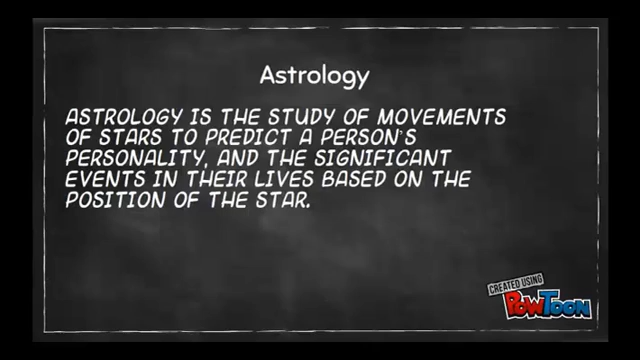 Astrology
ASTROLOGY IS THE STUDY OF MOVEMENTS
OF STARS TO PREDICT A PERSON'S
PERSONALITY, AND THE SIGNIFICANT
EVENTS IN THEIR LIVES BASED ON THE
POSITION OF THE STAR.
CREATED USING
POWTOON